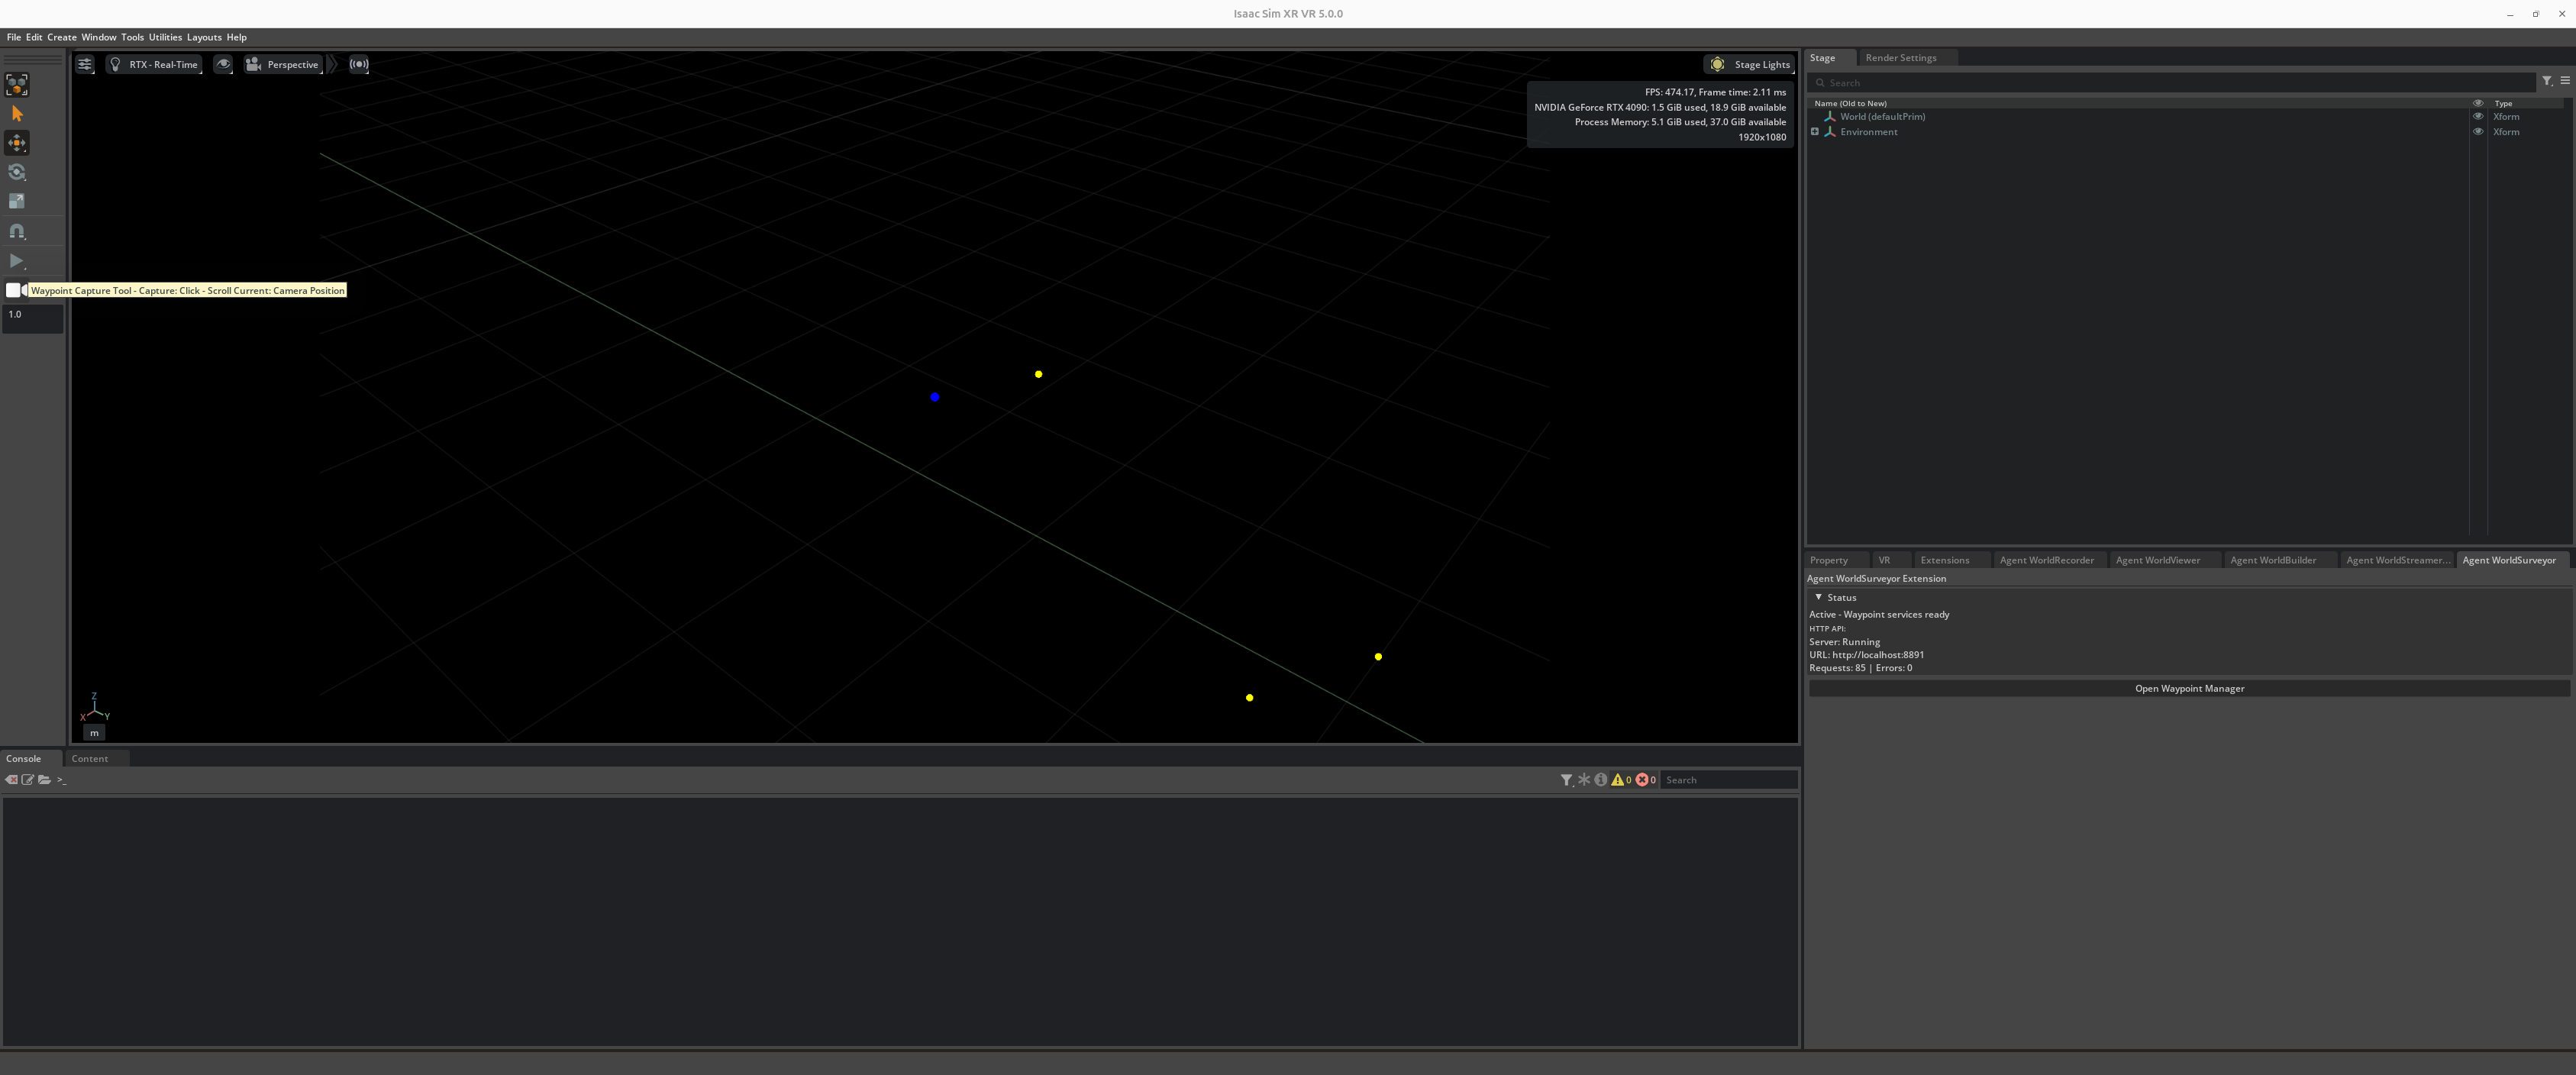 Isaac Sim XR VR 5.0.0
File Edit Create Window Tools Utilities Layouts Help
RTX - Real-Time
Perspective
Stage Lights
FPS: 474.17, Frame time: 2.11 ms
NVIDIA GeForce RTX 4090: 1.5 GiB used, 18.9 GiB available
Process Memory: 5.1 GiB used, 37.0 GiB available
1920x1080
Waypoint Capture Tool - Capture: Click - Scroll Current: Camera Position
1.0
Z
X Y
m
Stage Render Settings
Search
Name (Old to New) Type
World (defaultPrim) Xform
Environment Xform
Property VR Extensions Agent WorldRecorder Agent WorldViewer Agent WorldBuilder Agent WorldStreamer... Agent WorldSurveyor
Agent WorldSurveyor Extension
Status
Active - Waypoint services ready
HTTP API:
Server: Running
URL: http://localhost:8891
Requests: 85 | Errors: 0
Open Waypoint Manager
Console Content
>_ 0 0 Search